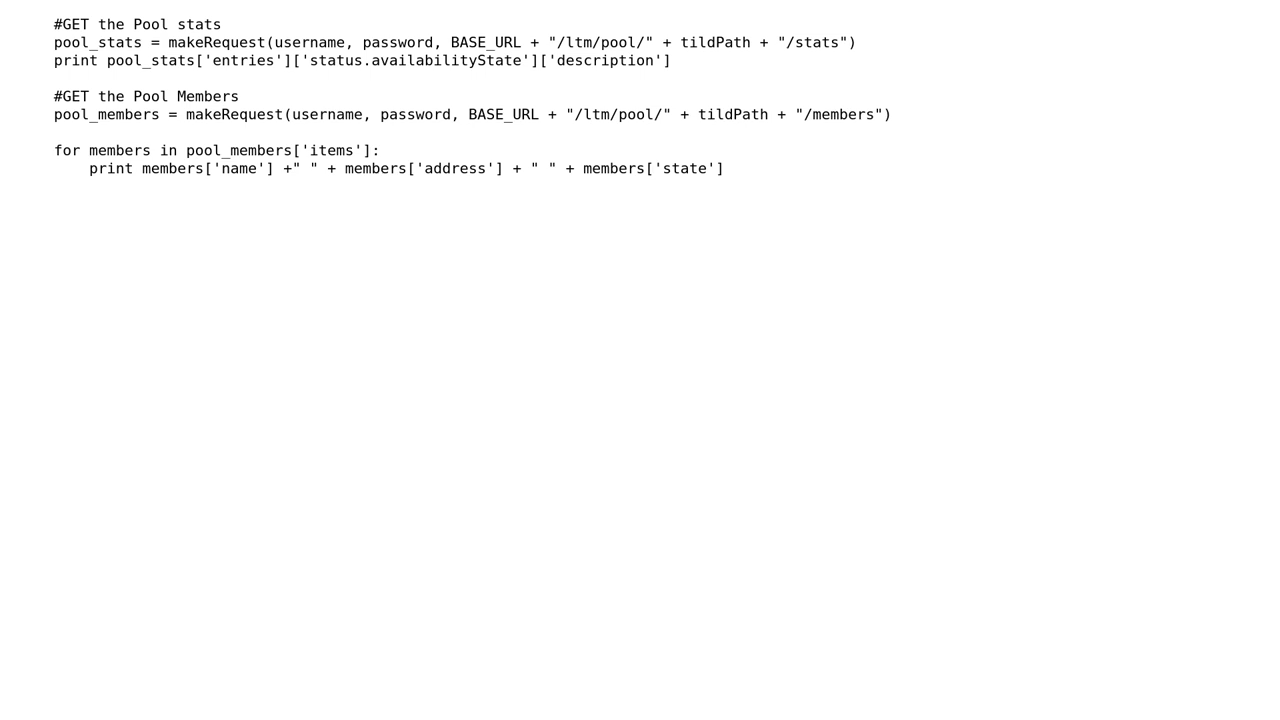 #GET the Pool stats
pool_stats = makeRequest(username, password, BASE_URL + "/ltm/pool/" + tildPath + "/stats")
print pool_stats['entries']['status.availabilityState']['description']

#GET the Pool Members
pool_members = makeRequest(username, password, BASE_URL + "/ltm/pool/" + tildPath + "/members")

for members in pool_members['items']:
    print members['name'] +" " + members['address'] + " " + members['state']